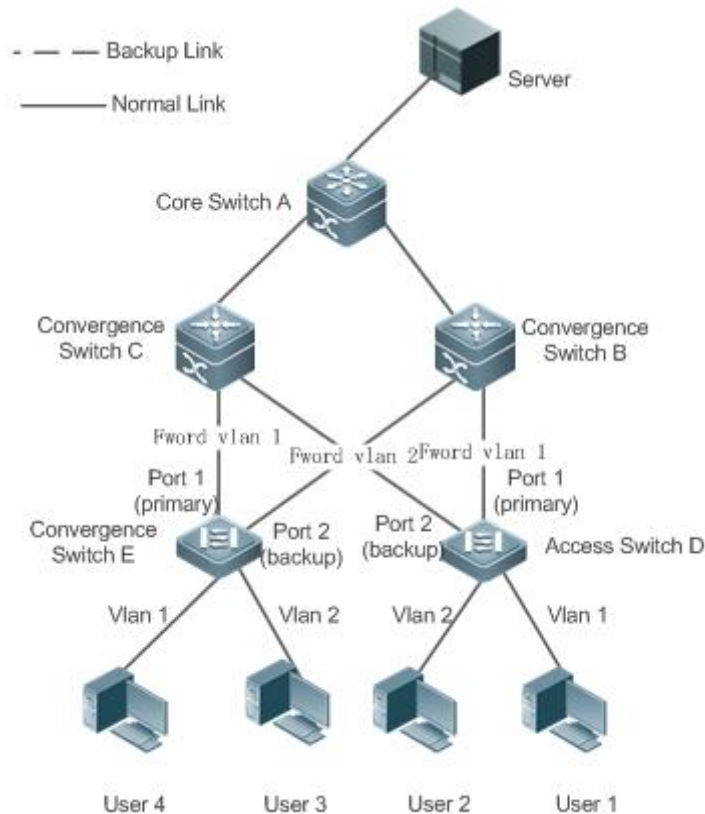 Backup Link
Server
Normal Link
Core Switch A
Convergence
Switch C
Convergence
Switch B
Fword vlan 1
Fword vlan 2
Fword vlan 1
Port 1
(primary)
Port 1
(primary)
Convergence
Switch E
Port 2
(backup)
Port 2
(backup)
Access Switch D
Vlan 1
Vlan 2
Vlan 2
Vlan 1
User 4
User 3
User 2
User 1